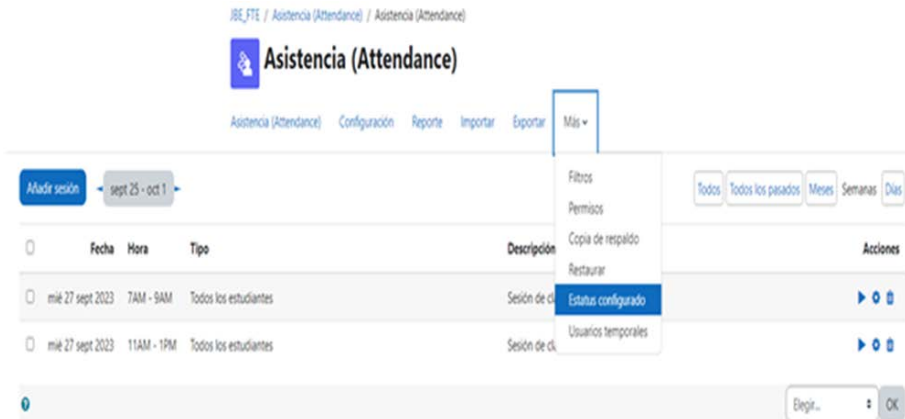 JBE_FTE / Asistencia (Attendance) / Asistencia (Attendance)
Asistencia (Attendance)
Asistencia (Attendance) Configuración Reporte Importar Exportar Más
Filtros
Permisos
Copia de respaldo
Restaurar
Estatus configurado
Usuarios temporales
Añadir sesión sept 25 - oct 1 Todos Todos los pasados Meses Semanas Días
Fecha Hora Tipo Descripción Acciones
mié 27 sept 2023 7AM - 9AM Todos los estudiantes Sesión de cl
mié 27 sept 2023 11AM - 1PM Todos los estudiantes Sesión de cl
Elegir... OK